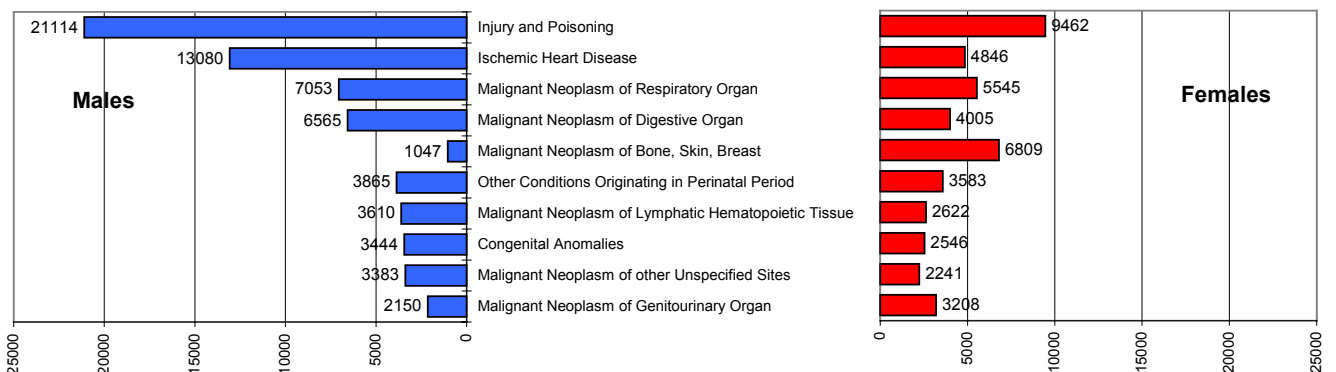 21114 Injury and Poisoning 9462
13080 Ischemic Heart Disease 4846
7053 Malignant Neoplasm of Respiratory Organ 5545
Males
Females
6565 Malignant Neoplasm of Digestive Organ 4005
1047 Malignant Neoplasm of Bone, Skin, Breast 6809
3865 Other Conditions Originating in Perinatal Period 3583
3610 Malignant Neoplasm of Lymphatic Hematopoietic Tissue 2622
3444 Congenital Anomalies 2546
3383 Malignant Neoplasm of other Unspecified Sites 2241
2150 Malignant Neoplasm of Genitourinary Organ 3208
25000 20000 15000 10000 5000 0
0 5000 10000 15000 20000 25000